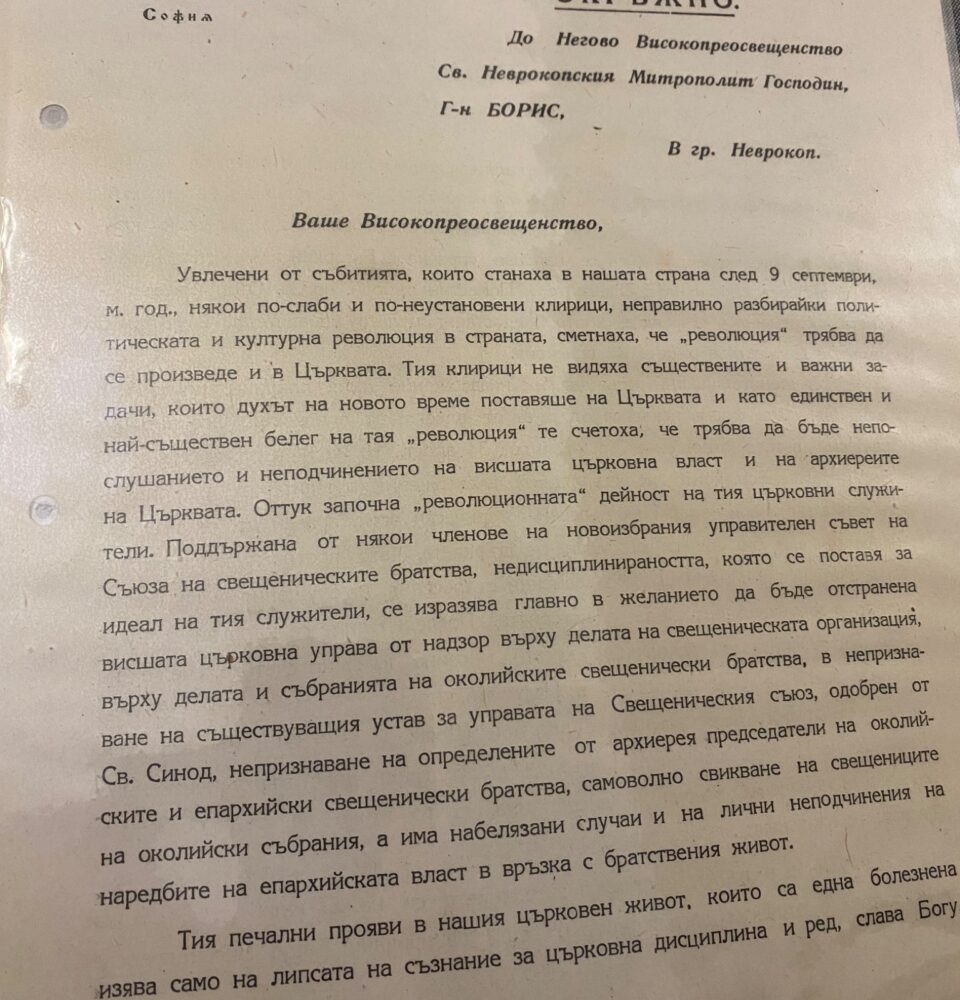 Софиѧ
ОКРѪЖНО.
До Негово Високопреосвещенство
Св. Неврокопския Митрополит Господин,
Г-н БОРИС,
В гр. Неврокоп.
Ваше Високопреосвещенство,
Увлечени от събитията, които станаха в нашата страна след 9 септември,
м. год., някои по-слаби и по-неустановени клирици, неправилно разбирайки поли-
тическата и културна революция в страната, сметнаха, че „революция“ трябва да
се произведе и в Църквата. Тия клирици не видяха съществените и важни за-
дачи, които духът на новото време поставяше на Църквата и като единствен и
най-съществен белег на тая „революция“ те счетоха, че трябва да бъде непо-
слушанието и неподчинението на висшата църковна власт и на архиереите
на Църквата. Оттук започна „революционната“ дейност на тия църковни служи-
тели. Поддържана от някои членове на новоизбрания управителен съвет на
Съюза на свещеническите братства, недисциплинираността, която се поставя за
идеал на тия служители, се изразява главно в желанието да бъде отстранена
висшата църковна управа от надзор върху делата на свещеническата организация,
върху делата и събранията на околийските свещенически братства, в непризна-
ване на съществуващия устав за управата на Свещеническия съюз, одобрен от
Св. Синод, непризнаване на определените от архиерея председатели на околий-
ските и епархийски свещенически братства, самоволно свикване на свещениците
на околийски събрания, а има набелязани случаи и на лични неподчинения на
наредбите на епархийската власт в връзка с братствения живот.
Тия печални прояви в нашия църковен живот, които са една болезнена
изява само на липсата на съзнание за църковна дисциплина и ред, слава Богу